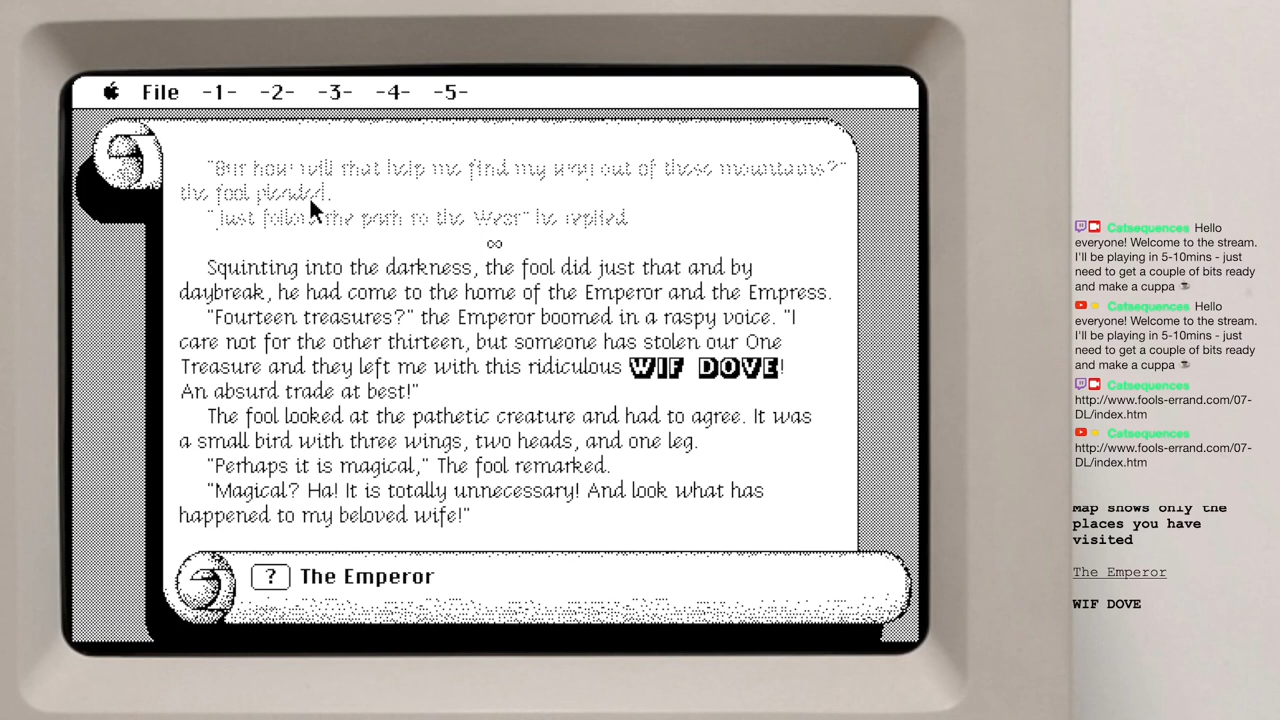 File -1- -2- -3- -4- -5-
"But how will that help me find my way out of these mountains?"
the fool pleaded.
"Just follow the path to the West" he replied
∞
Squinting into the darkness, the fool did just that and by
daybreak, he had come to the home of the Emperor and the Empress.
"Fourteen treasures?" the Emperor boomed in a raspy voice. "I
care not for the other thirteen, but someone has stolen our One
Treasure and they left me with this ridiculous WIF DOVE!
An absurd trade at best!"
The fool looked at the pathetic creature and had to agree. It was
a small bird with three wings, two heads, and one leg.
"Perhaps it is magical," The fool remarked.
"Magical? Ha! It is totally unnecessary! And look what has
happened to my beloved wife!"
? The Emperor
Catsequences Hello
everyone! Welcome to the stream.
I'll be playing in 5-10mins - just
need to get a couple of bits ready
and make a cuppa
Catsequences Hello
everyone! Welcome to the stream.
I'll be playing in 5-10mins - just
need to get a couple of bits ready
and make a cuppa
Catsequences
http://www.fools-errand.com/07-
DL/index.htm
Catsequences
http://www.fools-errand.com/07-
DL/index.htm
Map shows only the
places you have
visited
The Emperor
WIF DOVE